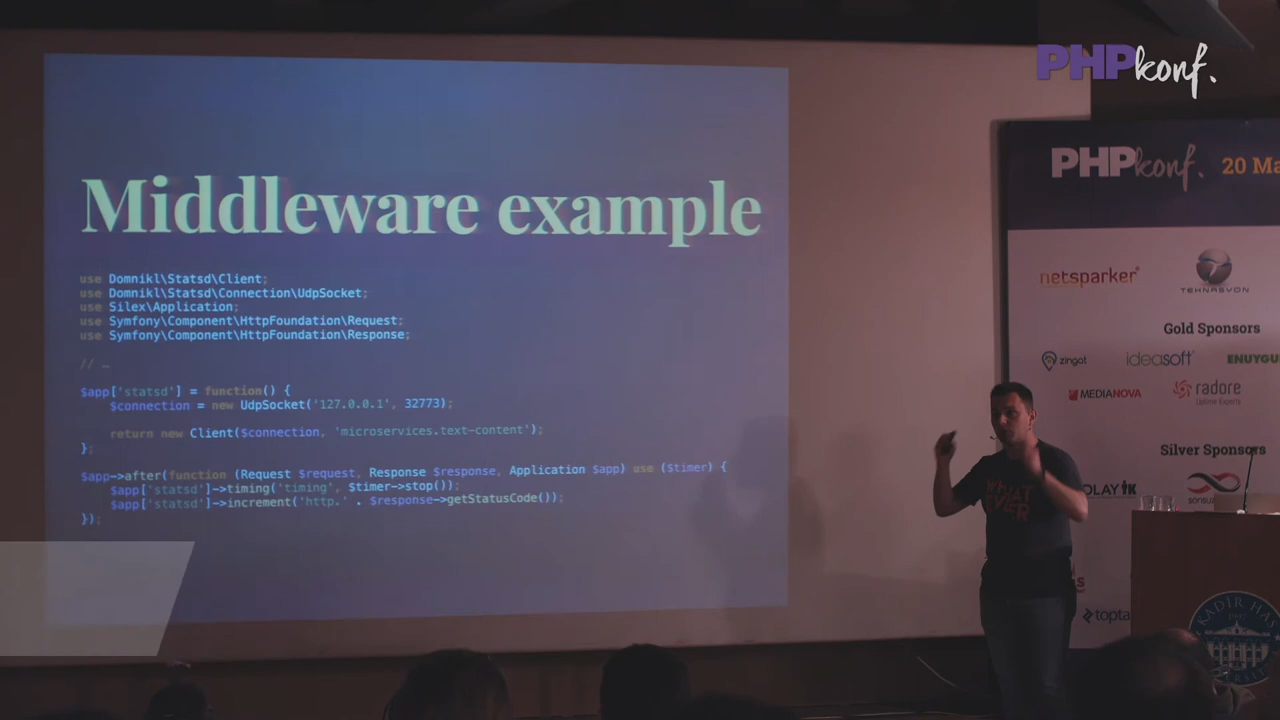 PHPkonf.
Middleware example
use Domnikl\Statsd\Client;
use Domnikl\Statsd\Connection\UdpSocket;
use Silex\Application;
use Symfony\Component\HttpFoundation\Request;
use Symfony\Component\HttpFoundation\Response;
// …
$app['statsd'] = function() {
$connection = new UdpSocket('127.0.0.1', 32773);
return new Client($connection, 'microservices.text-content');
};
$app->after(function (Request $request, Response $response, Application $app) use ($timer) {
$app['statsd']->timing('timing', $timer->stop());
$app['statsd']->increment('http.' . $response->getStatusCode());
});
PHPkonf. 20 Ma
netsparker
TEKNASYON
Gold Sponsors
zingat ideasoft ENUYGU
MEDIANOVA radore
Silver Sponsors
topta
WHAT
EVER
KADIR HAS